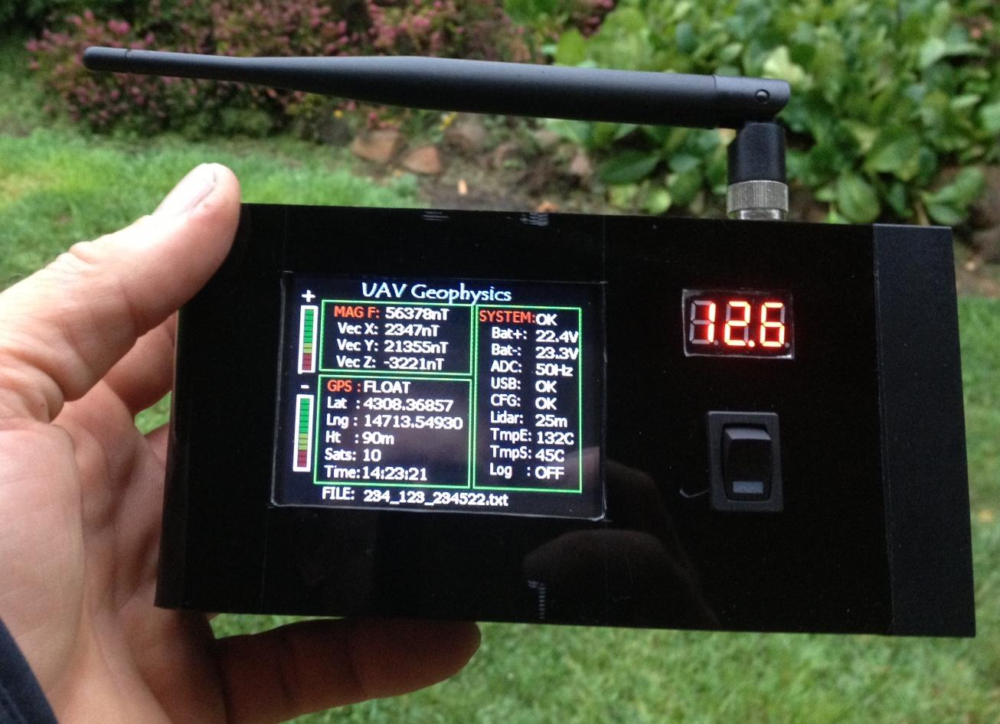 UAV Geophysics
+
MAG F: 56378nT
Vec X: 2347nT
Vec Y: 21355nT
Vec Z: -3221nT
-
GPS : FLOAT
Lat : 4308.36857
Lng : 14713.54930
Ht : 90m
Sats: 10
Time: 14:23:21
SYSTEM: OK
Bat+: 22.4V
Bat-: 23.3V
ADC: 50Hz
USB: OK
CFG: OK
Lidar: 25m
TmpE: 132C
TmpS: 45C
Log : OFF
FILE: 234_123_234522.txt
12.6